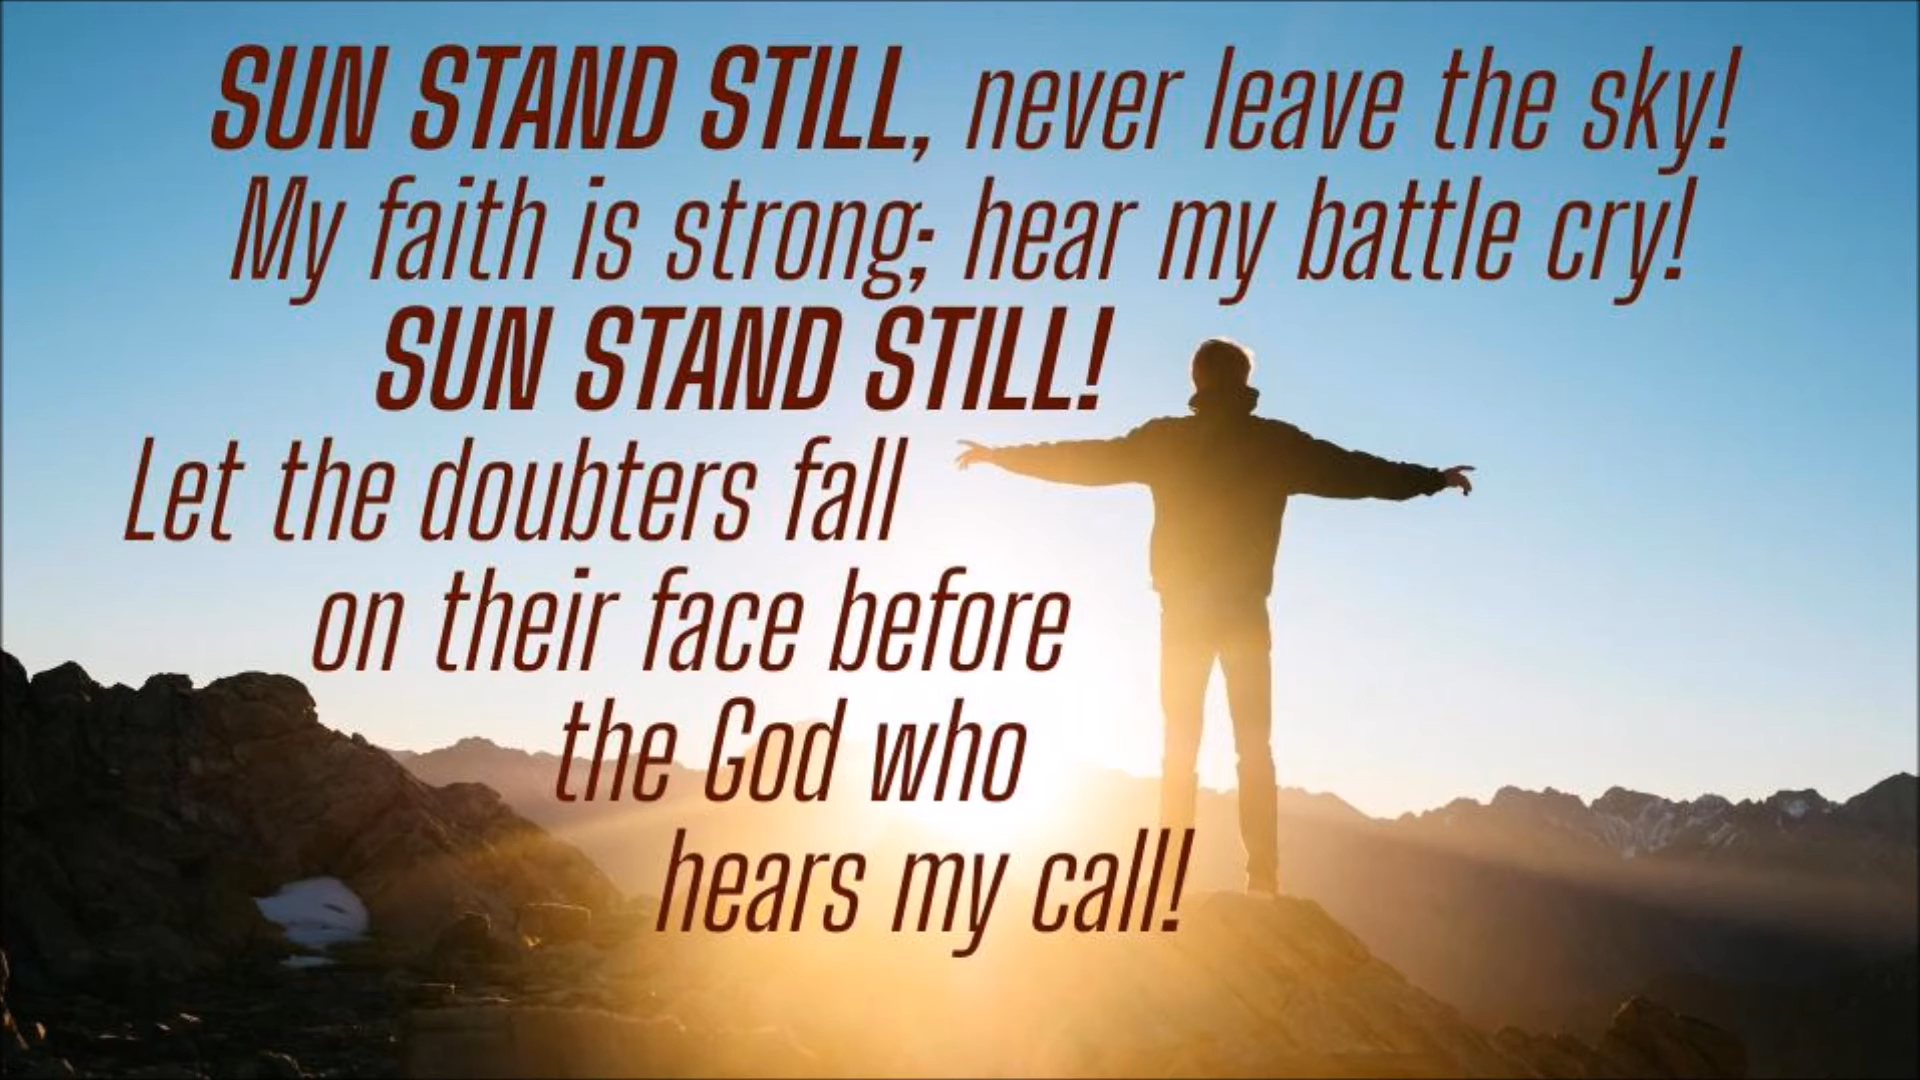 SUN STAND STILL, never leave the sky!
My faith is strong; hear my battle cry!
SUN STAND STILL!
Let the doubters fall
on their face before
the God who
hears my call!